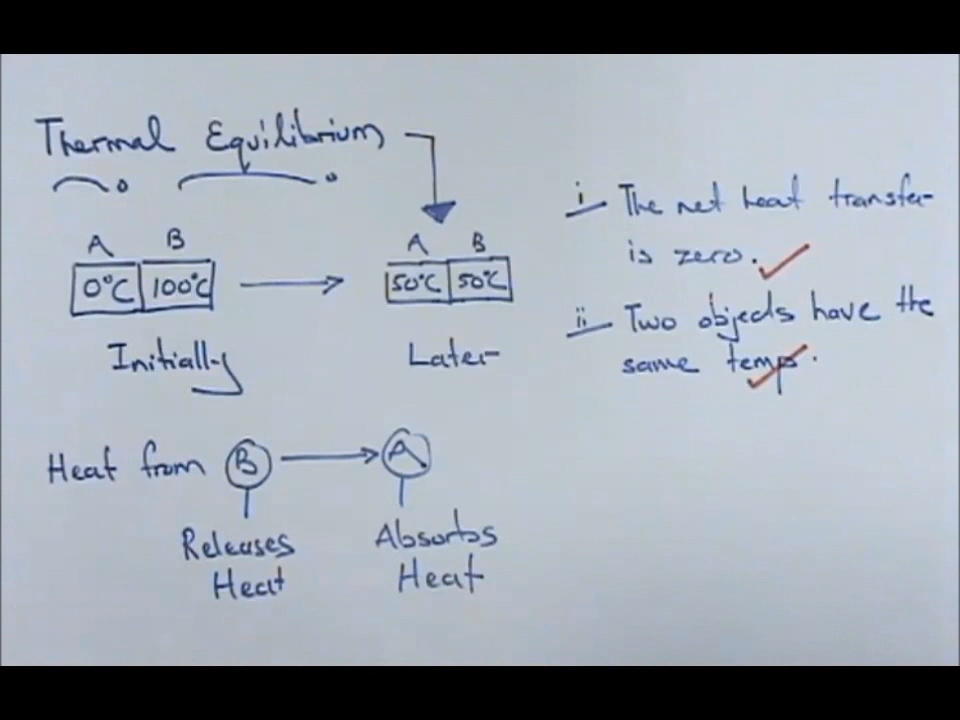 Thermal Equilibrium
A B
0°C 100°C
Initially
A B
50°C 50°C
Later
Heat from B → A
Releases Heat
Absorbs Heat
i The net heat transfer
is zero. ✓
ii Two objects have the
same temp. ✓